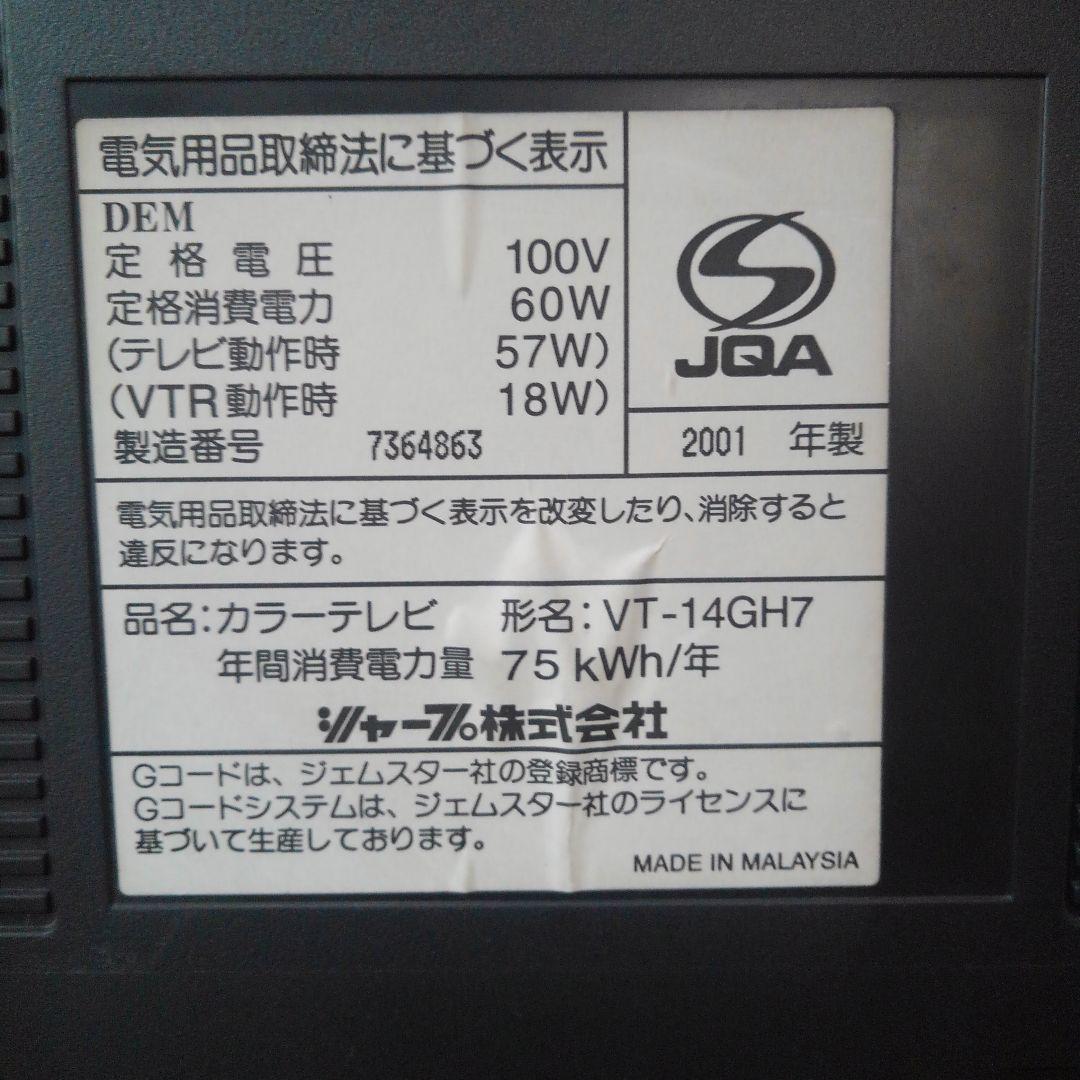 電気用品取締法に基づく表示
DEM
定格電圧 100V
定格消費電力 60W
(テレビ動作時 57W)
(VTR動作時 18W)
製造番号 7364863
JQA
2001 年製
電気用品取締法に基づく表示を改変したり、消除すると
違反になります。
品名:カラーテレビ 形名:VT-14GH7
年間消費電力量 75kWh/年
シャープ株式会社
Gコードは、ジェムスター社の登録商標です。
Gコードシステムは、ジェムスター社のライセンスに
基づいて生産しております。
MADE IN MALAYSIA